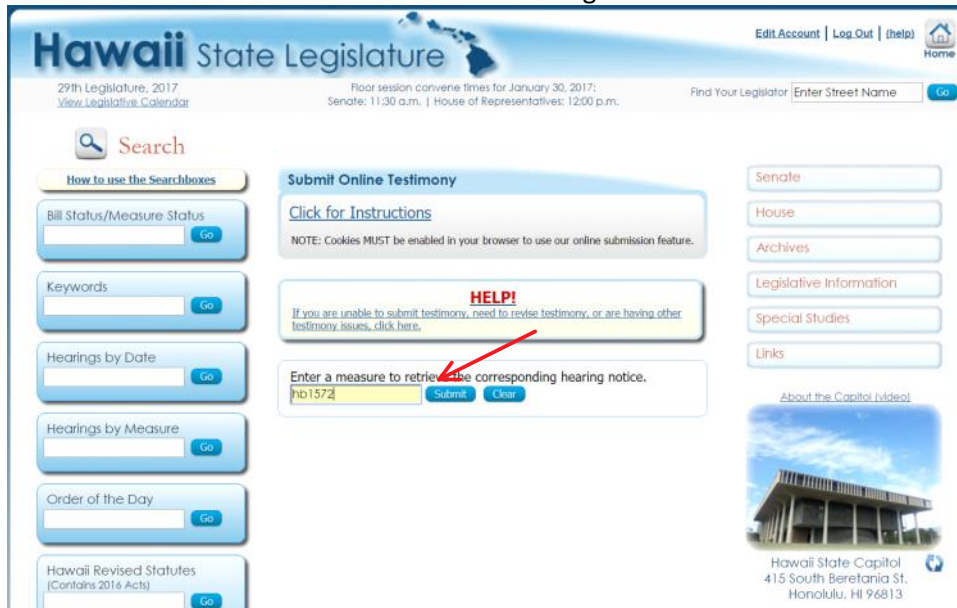 Hawaii State Legislature
Edit Account | Log Out | (help)
Home
29th Legislature, 2017
View Legislative Calendar
Floor session convene times for January 30, 2017:
Senate: 11:30 a.m. | House of Representatives: 12:00 p.m.
Find Your Legislator Enter Street Name Go
Search
How to use the Searchboxes
Bill Status/Measure Status
Go
Keywords
Go
Hearings by Date
Go
Hearings by Measure
Go
Order of the Day
Go
Hawaii Revised Statutes
(Contains 2016 Acts)
Go
Submit Online Testimony
Click for Instructions
NOTE: Cookies MUST be enabled in your browser to use our online submission feature.
HELP!
If you are unable to submit testimony, need to revise testimony, or are having other
testimony issues, click here.
Enter a measure to retrieve the corresponding hearing notice.
hb1572 Submit Clear
Senate
House
Archives
Legislative Information
Special Studies
Links
About the Capitol (video)
Hawaii State Capitol
415 South Beretania St.
Honolulu, HI 96813